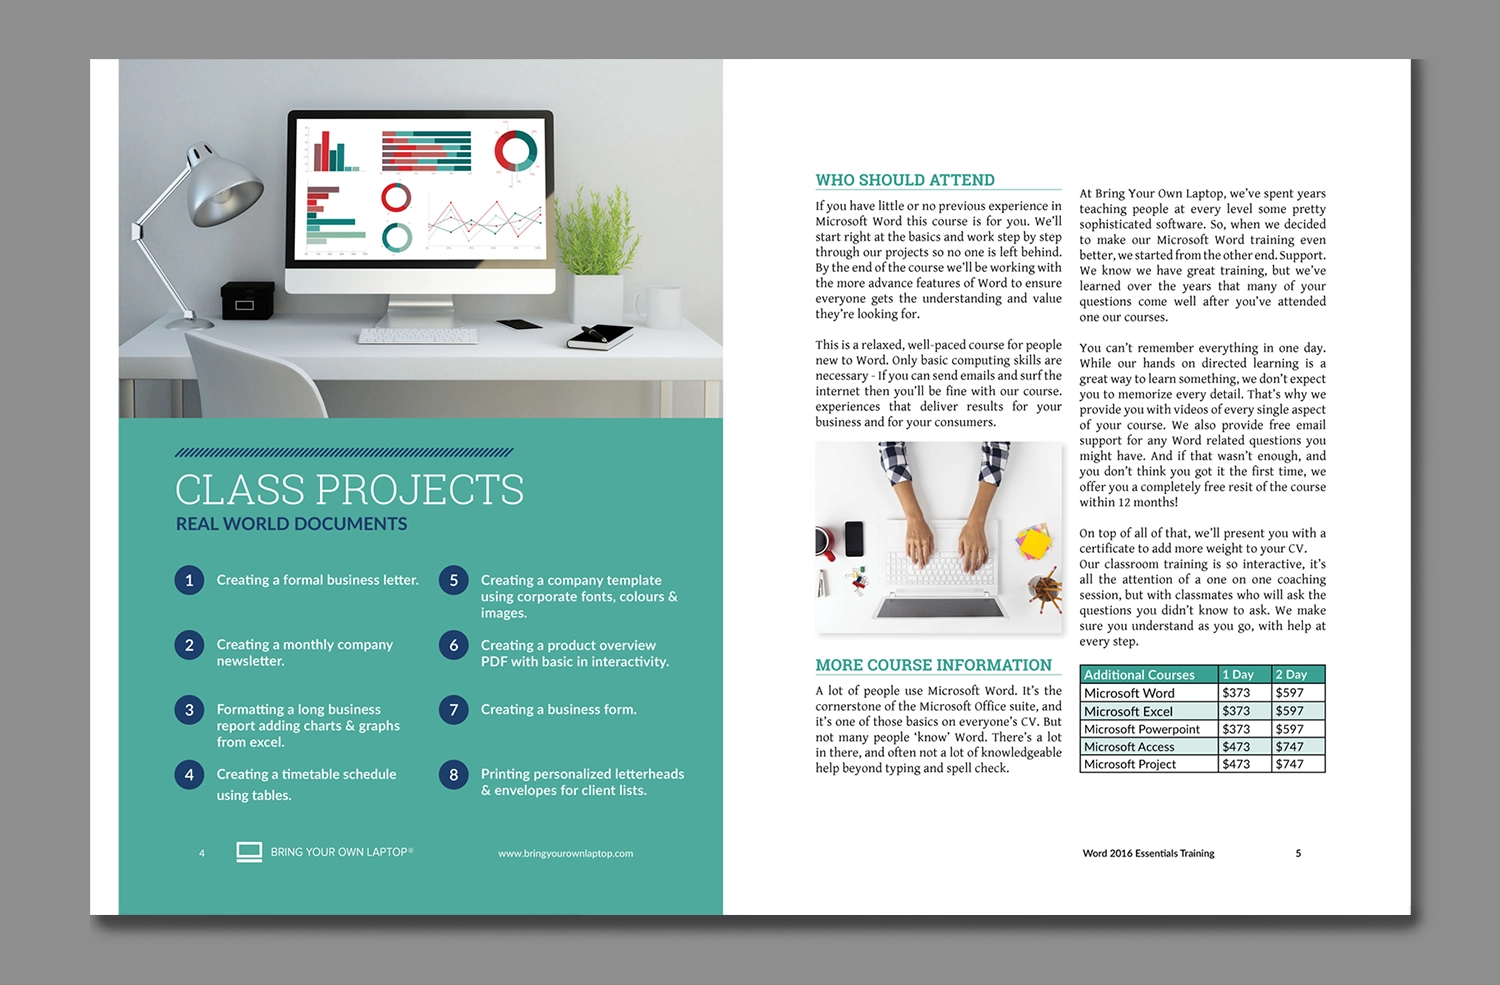 CLASS PROJECTS
REAL WORLD DOCUMENTS
1 Creating a formal business letter.
2 Creating a monthly company
newsletter.
3 Formatting a long business
report adding charts & graphs
from excel.
4 Creating a timetable schedule
using tables.
5 Creating a company template
using corporate fonts, colours &
images.
6 Creating a product overview
PDF with basic in interactivity.
7 Creating a business form.
8 Printing personalized letterheads
& envelopes for client lists.
4 BRING YOUR OWN LAPTOP® www.bringyourownlaptop.com
WHO SHOULD ATTEND
If you have little or no previous experience in
Microsoft Word this course is for you. We’ll
start right at the basics and work step by step
through our projects so no one is left behind.
By the end of the course we’ll be working with
the more advance features of Word to ensure
everyone gets the understanding and value
they’re looking for.
This is a relaxed, well-paced course for people
new to Word. Only basic computing skills are
necessary - If you can send emails and surf the
internet then you’ll be fine with our course.
experiences that deliver results for your
business and for your consumers.
MORE COURSE INFORMATION
A lot of people use Microsoft Word. It’s the
cornerstone of the Microsoft Office suite, and
it’s one of those basics on everyone’s CV. But
not many people ‘know’ Word. There’s a lot
in there, and often not a lot of knowledgeable
help beyond typing and spell check.
At Bring Your Own Laptop, we’ve spent years
teaching people at every level some pretty
sophisticated software. So, when we decided
to make our Microsoft Word training even
better, we started from the other end. Support.
We know we have great training, but we’ve
learned over the years that many of your
questions come well after you’ve attended
one our courses.
You can’t remember everything in one day.
While our hands on directed learning is a
great way to learn something, we don’t expect
you to memorize every detail. That’s why we
provide you with videos of every single aspect
of your course. We also provide free email
support for any Word related questions you
might have. And if that wasn’t enough, and
you don’t think you got it the first time, we
offer you a completely free resit of the course
within 12 months!
On top of all of that, we’ll present you with a
certificate to add more weight to your CV.
Our classroom training is so interactive, it’s
all the attention of a one on one coaching
session, but with classmates who will ask the
questions you didn’t know to ask. We make
sure you understand as you go, with help at
every step.
Additional Courses 1 Day 2 Day
Microsoft Word $373 $597
Microsoft Excel $373 $597
Microsoft Powerpoint $373 $597
Microsoft Access $473 $747
Microsoft Project $473 $747
Word 2016 Essentials Training 5